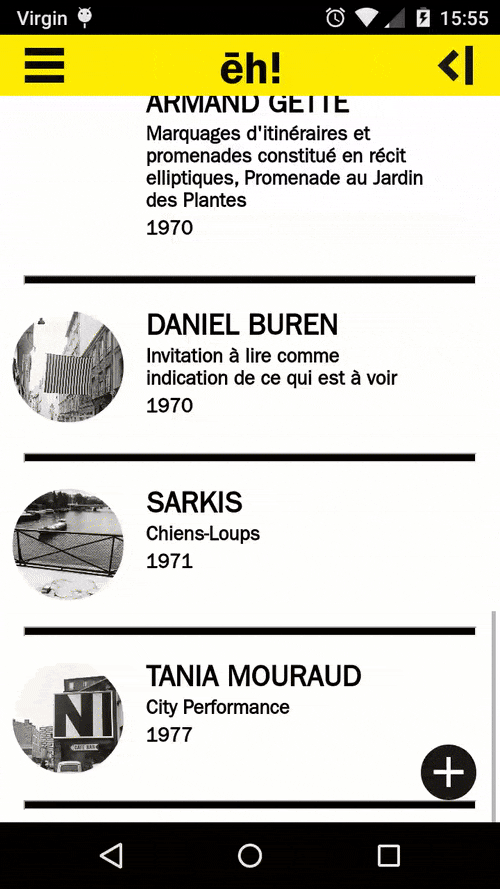 Virgin
15:55
ēh!
ARMAND GETTE
Marquages d'itinéraires et
promenades constitué en récit
elliptiques, Promenade au Jardin
des Plantes
1970
DANIEL BUREN
Invitation à lire comme
indication de ce qui est à voir
1970
SARKIS
Chiens-Loups
1971
TANIA MOURAUD
City Performance
1977
NI